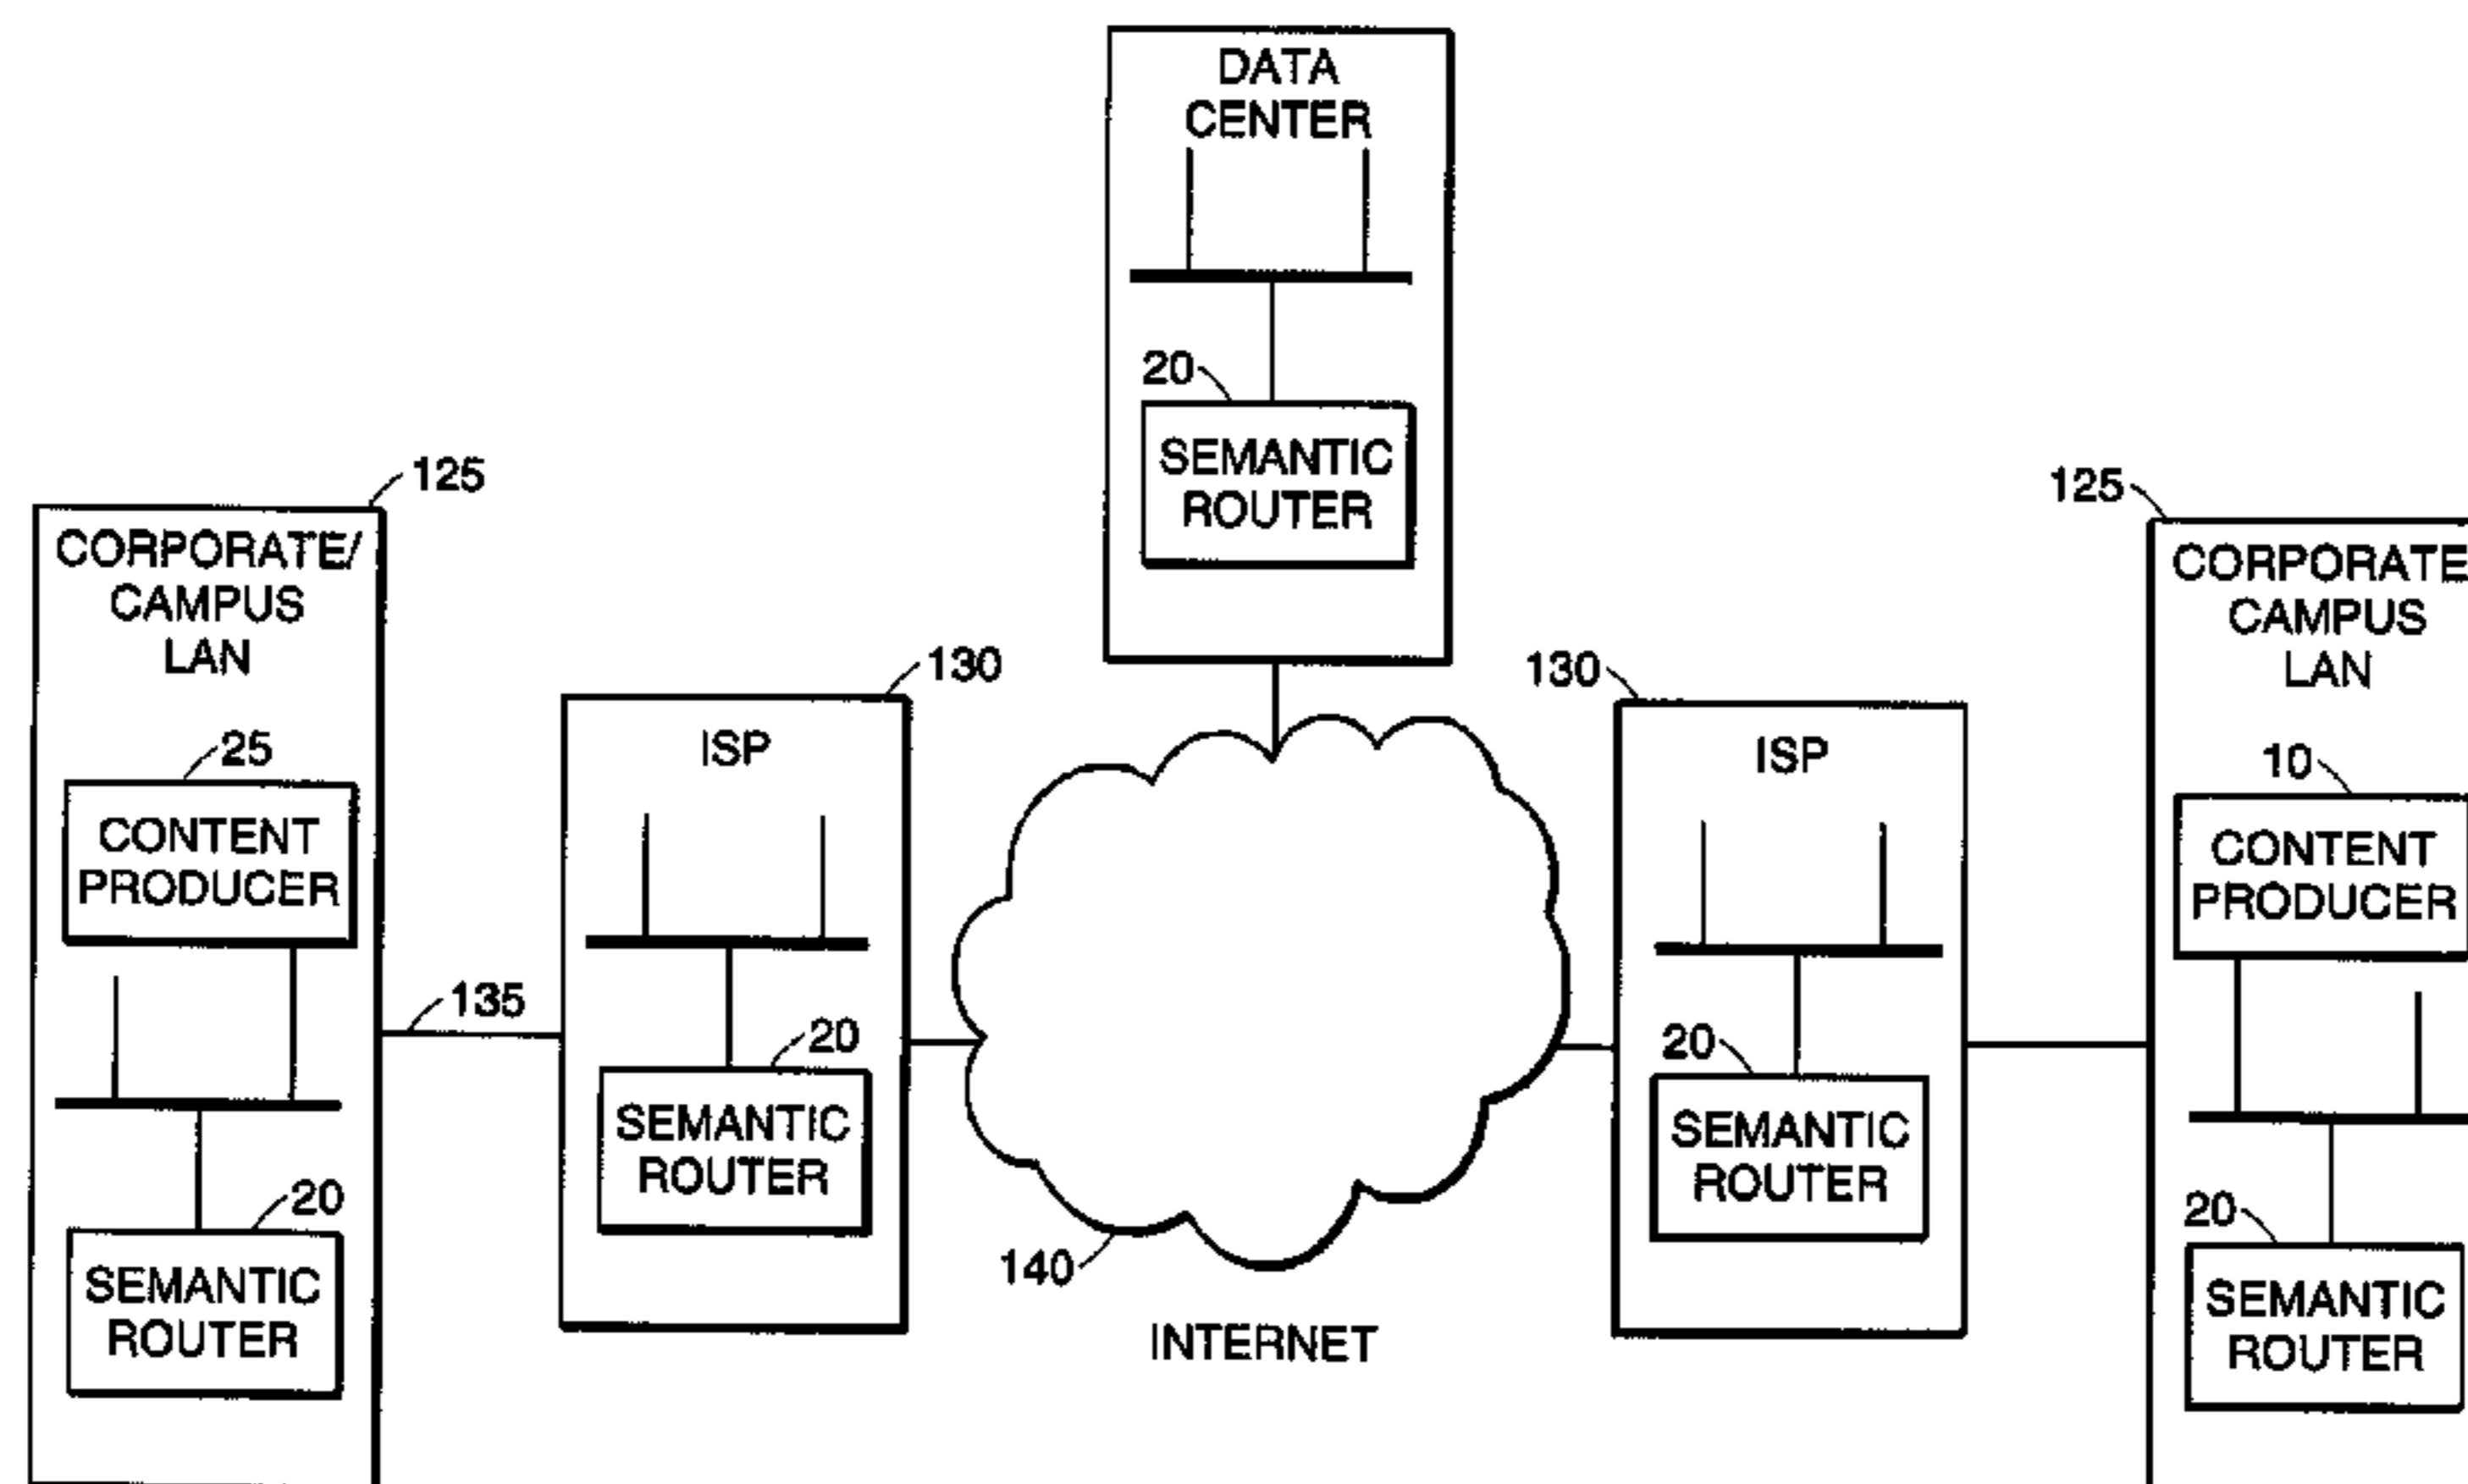 DATA
CENTER
20
SEMANTIC
ROUTER
125
CORPORATE/
CAMPUS
LAN
25
CONTENT
PRODUCER
135
20
SEMANTIC
ROUTER
130
ISP
20
SEMANTIC
ROUTER
140
INTERNET
130
ISP
20
SEMANTIC
ROUTER
125
CORPORATE
CAMPUS
LAN
10
CONTENT
PRODUCER
20
SEMANTIC
ROUTER